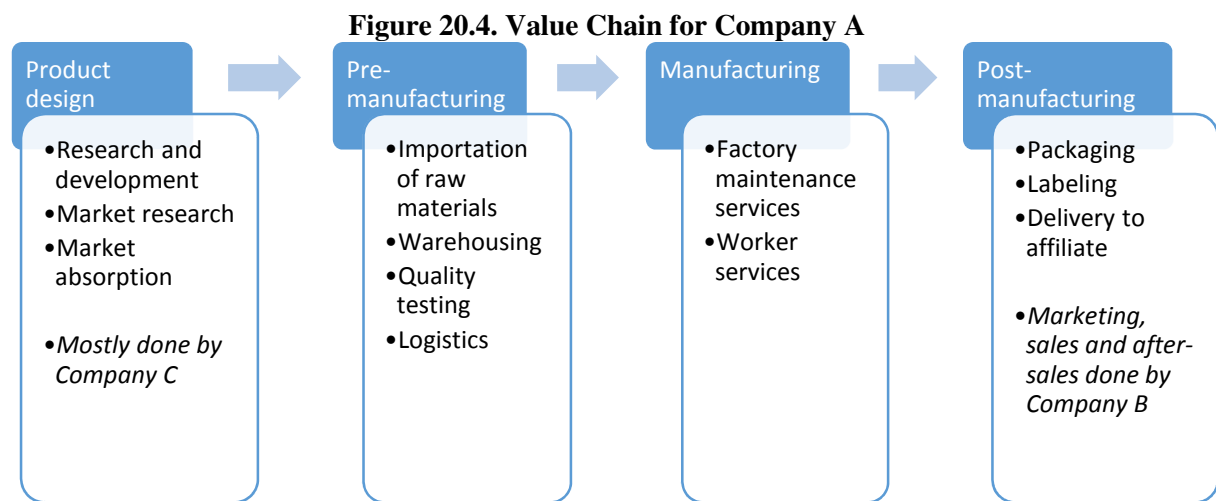 Figure 20.4. Value Chain for Company A
Product
design
•Research and
development
•Market research
•Market
absorption
•Mostly done by
Company C
Pre-
manufacturing
•Importation
of raw
materials
•Warehousing
•Quality
testing
•Logistics
Manufacturing
•Factory
maintenance
services
•Worker
services
Post-
manufacturing
•Packaging
•Labeling
•Delivery to
affiliate
•Marketing,
sales and after-
sales done by
Company B